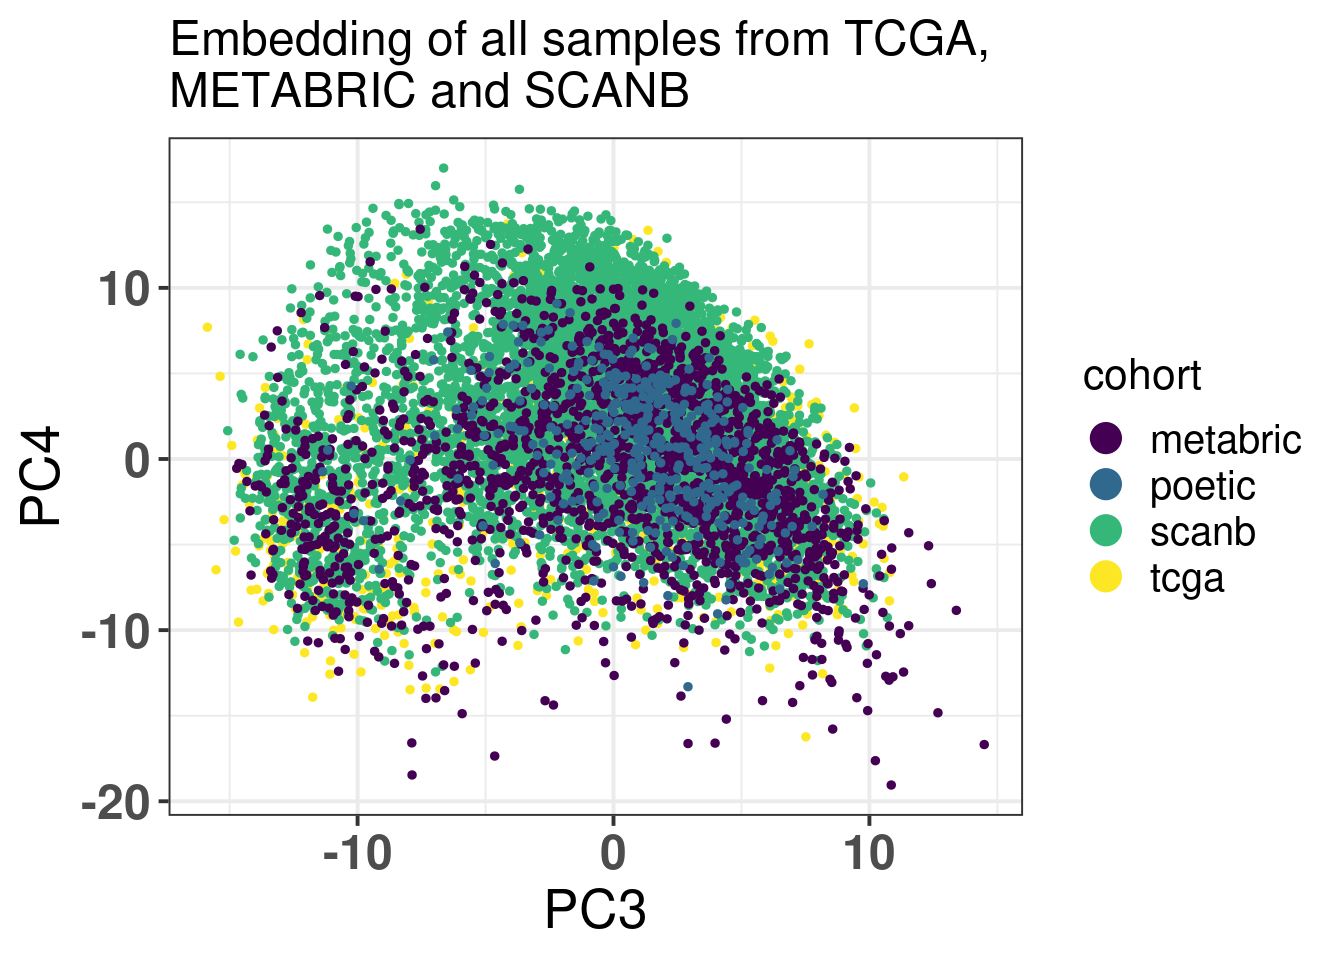 Embedding of all samples from TCGA,
METABRIC and SCANB
10
0
-10
-20
PC4
-10
0
10
PC3
cohort
metabric
poetic
scanb
tcga